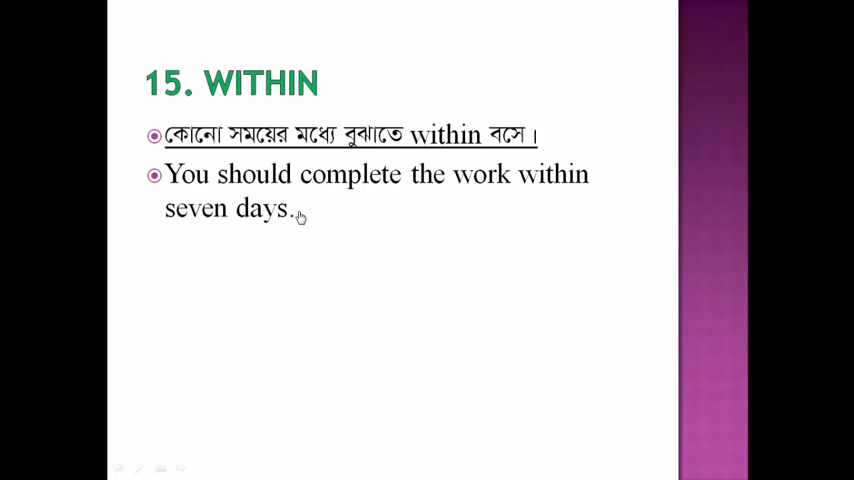 15. WITHIN
কোনো সময়ের মধ্যে বুঝাতে within বসে।
You should complete the work within
seven days.